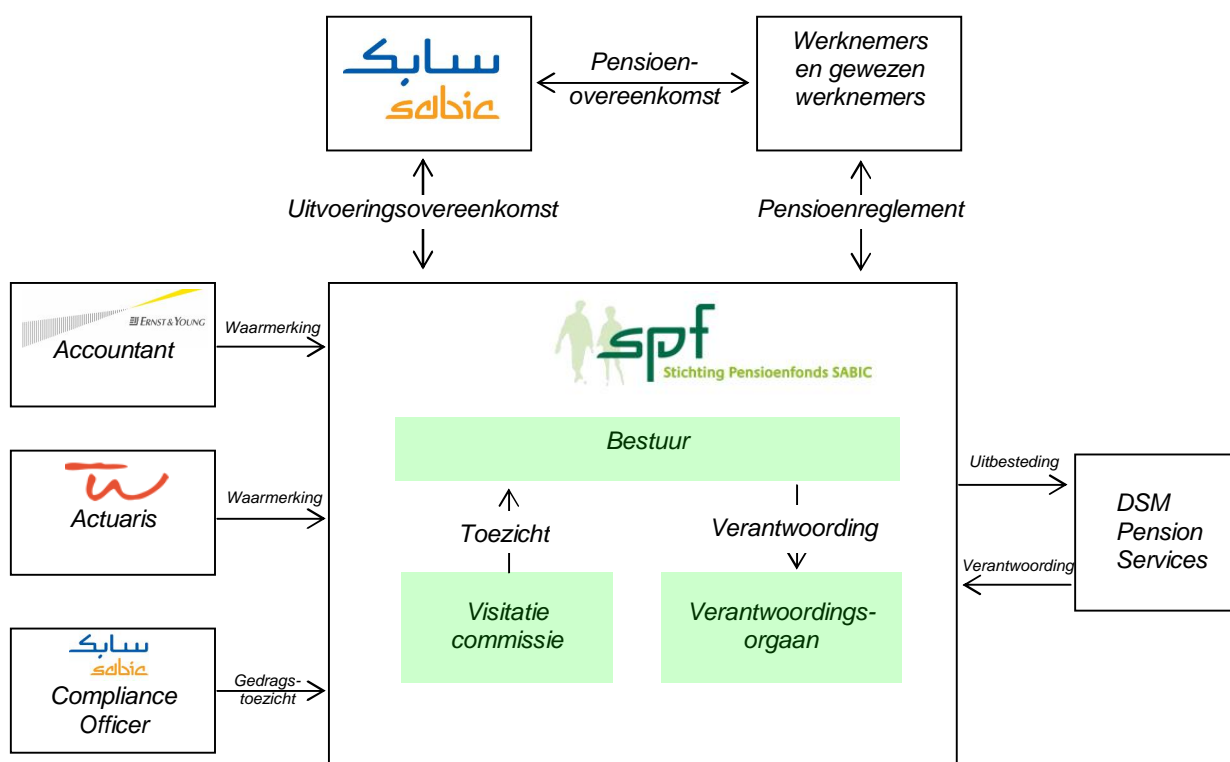 سابك
sabic
Pensioen-
overeenkomst
Werknemers
en gewezen
werknemers
Uitvoeringsovereenkomst
Pensioenreglement
ERNST & YOUNG
Accountant
Waarmerking
spf
Stichting Pensioenfonds SABIC
Bestuur
Toezicht
Verantwoording
Visitatie
commissie
Verantwoordings-
orgaan
Actuaris
Waarmerking
سابك
sabic
Compliance
Officer
Gedrags-
toezicht
Uitbesteding
Verantwoording
DSM
Pension
Services